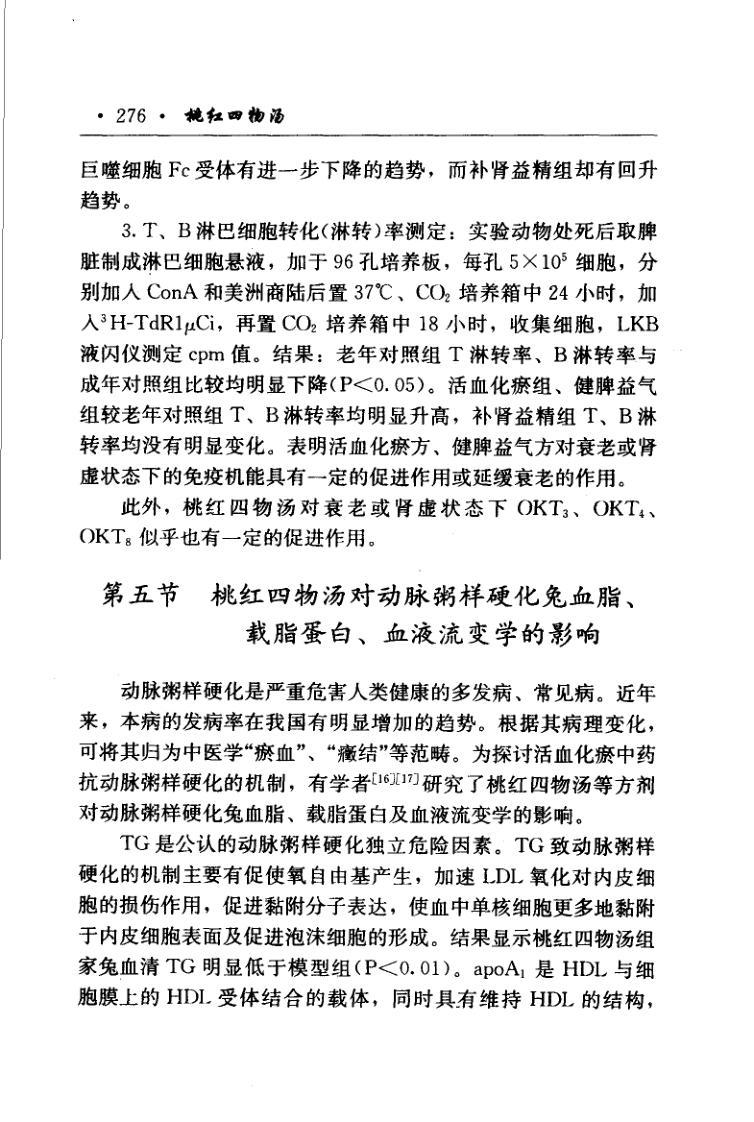 · 276 · 桃红四物汤
巨噬细胞 Fc 受体有进一步下降的趋势，而补肾益精组却有回升
趋势。
3. T、B 淋巴细胞转化(淋转)率测定：实验动物处死后取脾
脏制成淋巴细胞悬液，加于 96 孔培养板，每孔 5×10⁵ 细胞，分
别加入 ConA 和美洲商陆后置 37℃、CO₂ 培养箱中 24 小时，加
入³H-TdR1μCi，再置 CO₂ 培养箱中 18 小时，收集细胞，LKB
液闪仪测定 cpm 值。结果：老年对照组 T 淋转率、B 淋转率与
成年对照组比较均明显下降(P<0.05)。活血化瘀组、健脾益气
组较老年对照组 T、B 淋转率均明显升高，补肾益精组 T、B 淋
转率均没有明显变化。表明活血化瘀方、健脾益气方对衰老或肾
虚状态下的免疫机能具有一定的促进作用或延缓衰老的作用。
此外，桃红四物汤对衰老或肾虚状态下 OKT₃、OKT₄、
OKT₈ 似乎也有一定的促进作用。
第五节 桃红四物汤对动脉粥样硬化兔血脂、
载脂蛋白、血液流变学的影响
动脉粥样硬化是严重危害人类健康的多发病、常见病。近年
来，本病的发病率在我国有明显增加的趋势。根据其病理变化，
可将其归为中医学“瘀血”、“癥结”等范畴。为探讨活血化瘀中药
抗动脉粥样硬化的机制，有学者[16][17]研究了桃红四物汤等方剂
对动脉粥样硬化兔血脂、载脂蛋白及血液流变学的影响。
TG 是公认的动脉粥样硬化独立危险因素。TG 致动脉粥样
硬化的机制主要有促使氧自由基产生，加速 LDL 氧化对内皮细
胞的损伤作用，促进黏附分子表达，使血中单核细胞更多地黏附
于内皮细胞表面及促进泡沫细胞的形成。结果显示桃红四物汤组
家兔血清 TG 明显低于模型组(P<0.01)。apoA₁ 是 HDL 与细
胞膜上的 HDL 受体结合的载体，同时具有维持 HDL 的结构，